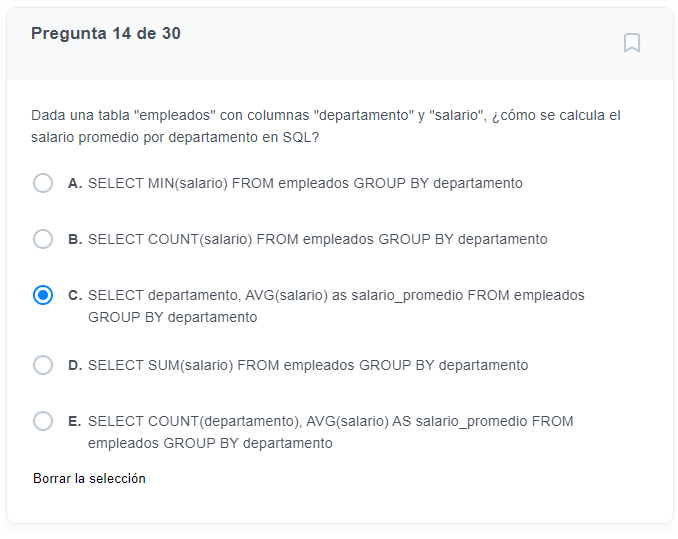 Pregunta 14 de 30
Dada una tabla "empleados" con columnas "departamento" y "salario", ¿cómo se calcula el
salario promedio por departamento en SQL?
A. SELECT MIN(salario) FROM empleados GROUP BY departamento
B. SELECT COUNT(salario) FROM empleados GROUP BY departamento
C. SELECT departamento, AVG(salario) as salario_promedio FROM empleados
GROUP BY departamento
D. SELECT SUM(salario) FROM empleados GROUP BY departamento
E. SELECT COUNT(departamento), AVG(salario) AS salario_promedio FROM
empleados GROUP BY departamento
Borrar la selección